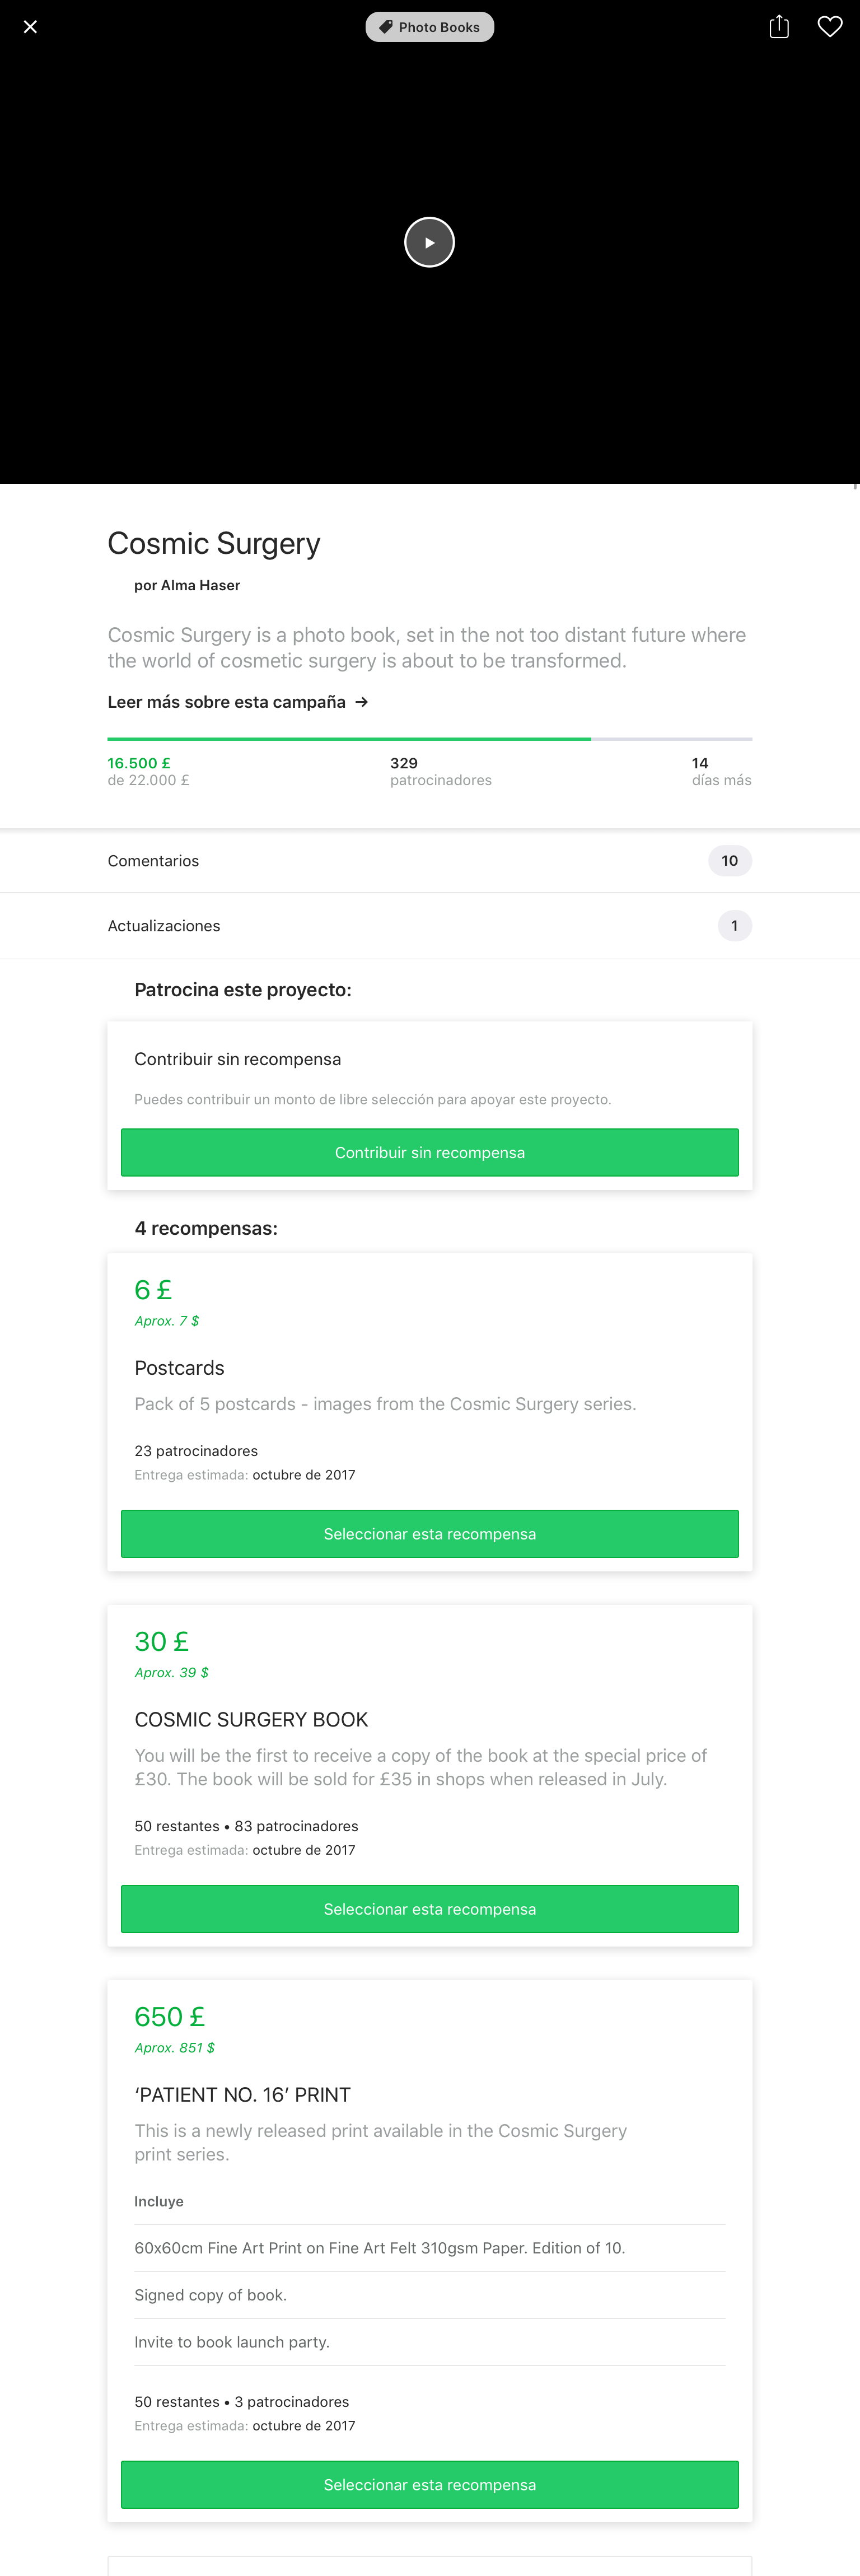 Photo Books
Cosmic Surgery
por Alma Haser
Cosmic Surgery is a photo book, set in the not too distant future where
the world of cosmetic surgery is about to be transformed.
Leer más sobre esta campaña →
16.500 £
de 22.000 £
329
patrocinadores
14
días más
Comentarios
10
Actualizaciones
1
Patrocina este proyecto:
Contribuir sin recompensa
Puedes contribuir un monto de libre selección para apoyar este proyecto.
Contribuir sin recompensa
4 recompensas:
6 £
Aprox. 7 $
Postcards
Pack of 5 postcards - images from the Cosmic Surgery series.
23 patrocinadores
Entrega estimada: octubre de 2017
Seleccionar esta recompensa
30 £
Aprox. 39 $
COSMIC SURGERY BOOK
You will be the first to receive a copy of the book at the special price of
£30. The book will be sold for £35 in shops when released in July.
50 restantes • 83 patrocinadores
Entrega estimada: octubre de 2017
Seleccionar esta recompensa
650 £
Aprox. 851 $
‘PATIENT NO. 16’ PRINT
This is a newly released print available in the Cosmic Surgery
print series.
Incluye
60x60cm Fine Art Print on Fine Art Felt 310gsm Paper. Edition of 10.
Signed copy of book.
Invite to book launch party.
50 restantes • 3 patrocinadores
Entrega estimada: octubre de 2017
Seleccionar esta recompensa